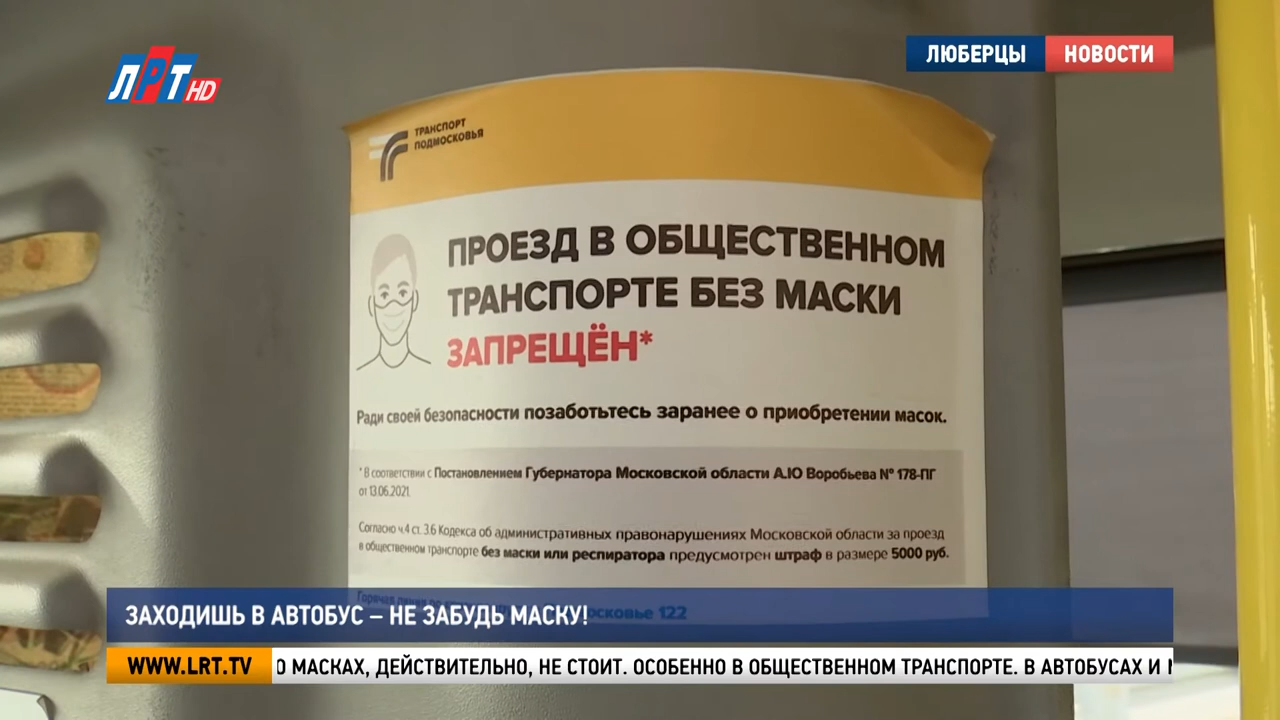 ЛРТ HD
ЛЮБЕРЦЫ НОВОСТИ
ТРАНСПОРТ
ПОДМОСКОВЬЯ
ПРОЕЗД В ОБЩЕСТВЕННОМ
ТРАНСПОРТЕ БЕЗ МАСКИ
ЗАПРЕЩЁН*
Ради своей безопасности позаботьтесь заранее о приобретении масок.
* В соответствии с Постановлением Губернатора Московской области А.Ю Воробьева № 178-ПГ
от 13.06.2021
Согласно ч.4 ст. 3.6 Кодекса об административных правонарушениях Московской области за проезд
в общественном транспорте без маски или респиратора предусмотрен штраф в размере 5000 руб.
Горячая 122
ЗАХОДИШЬ В АВТОБУС – НЕ ЗАБУДЬ МАСКУ!
WWW.LRT.TV О МАСКАХ, ДЕЙСТВИТЕЛЬНО, НЕ СТОИТ. ОСОБЕННО В ОБЩЕСТВЕННОМ ТРАНСПОРТЕ. В АВТОБУСАХ И